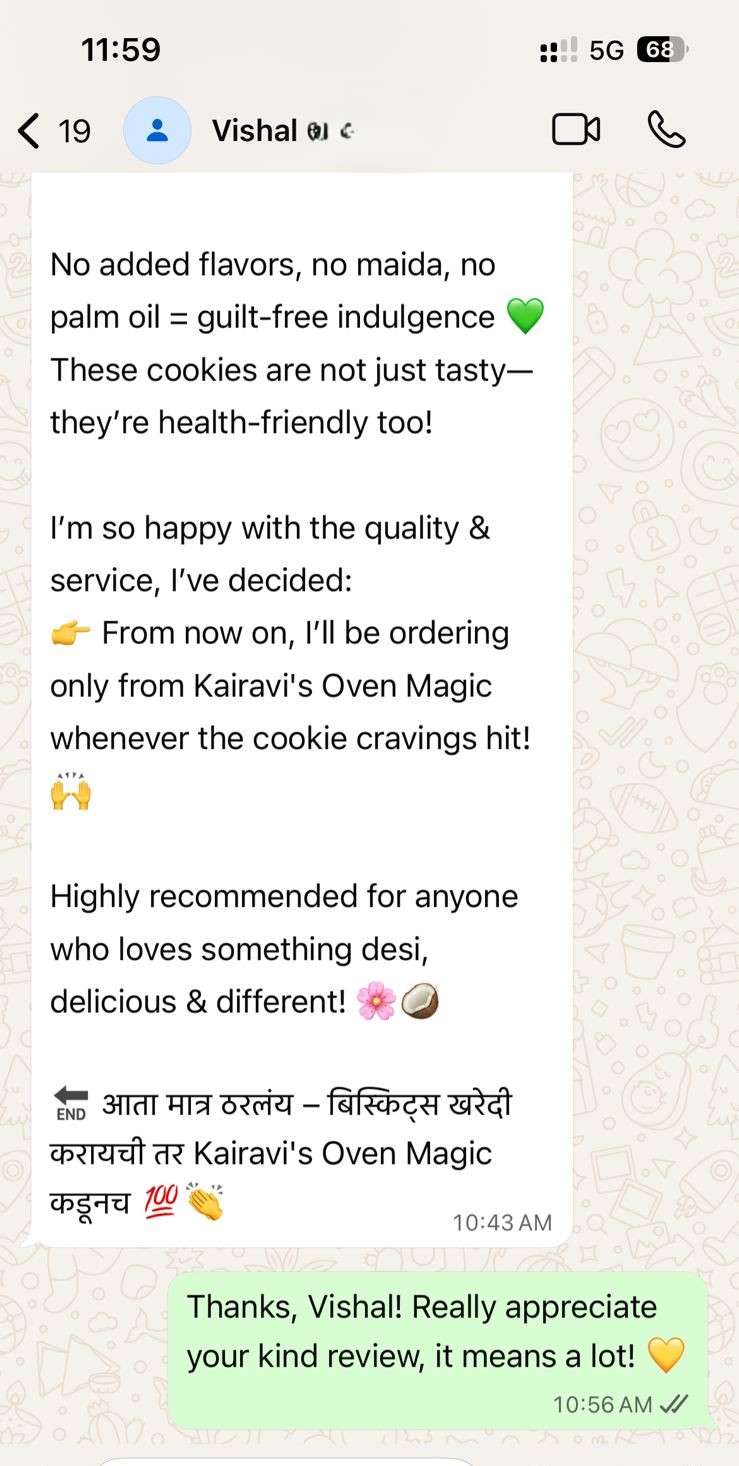 11:59
5G 68
19
Vishal
No added flavors, no maida, no
palm oil = guilt-free indulgence 💚
These cookies are not just tasty—
they’re health-friendly too!
I’m so happy with the quality &
service, I’ve decided:
👉 From now on, I’ll be ordering
only from Kairavi's Oven Magic
whenever the cookie cravings hit!
🙌
Highly recommended for anyone
who loves something desi,
delicious & different! 🌸🥥
🔚 आता मात्र ठरलंय – बिस्किट्स खरेदी
करायची तर Kairavi's Oven Magic
कडूनच 💯👏
10:43 AM
Thanks, Vishal! Really appreciate
your kind review, it means a lot! 💛
10:56 AM